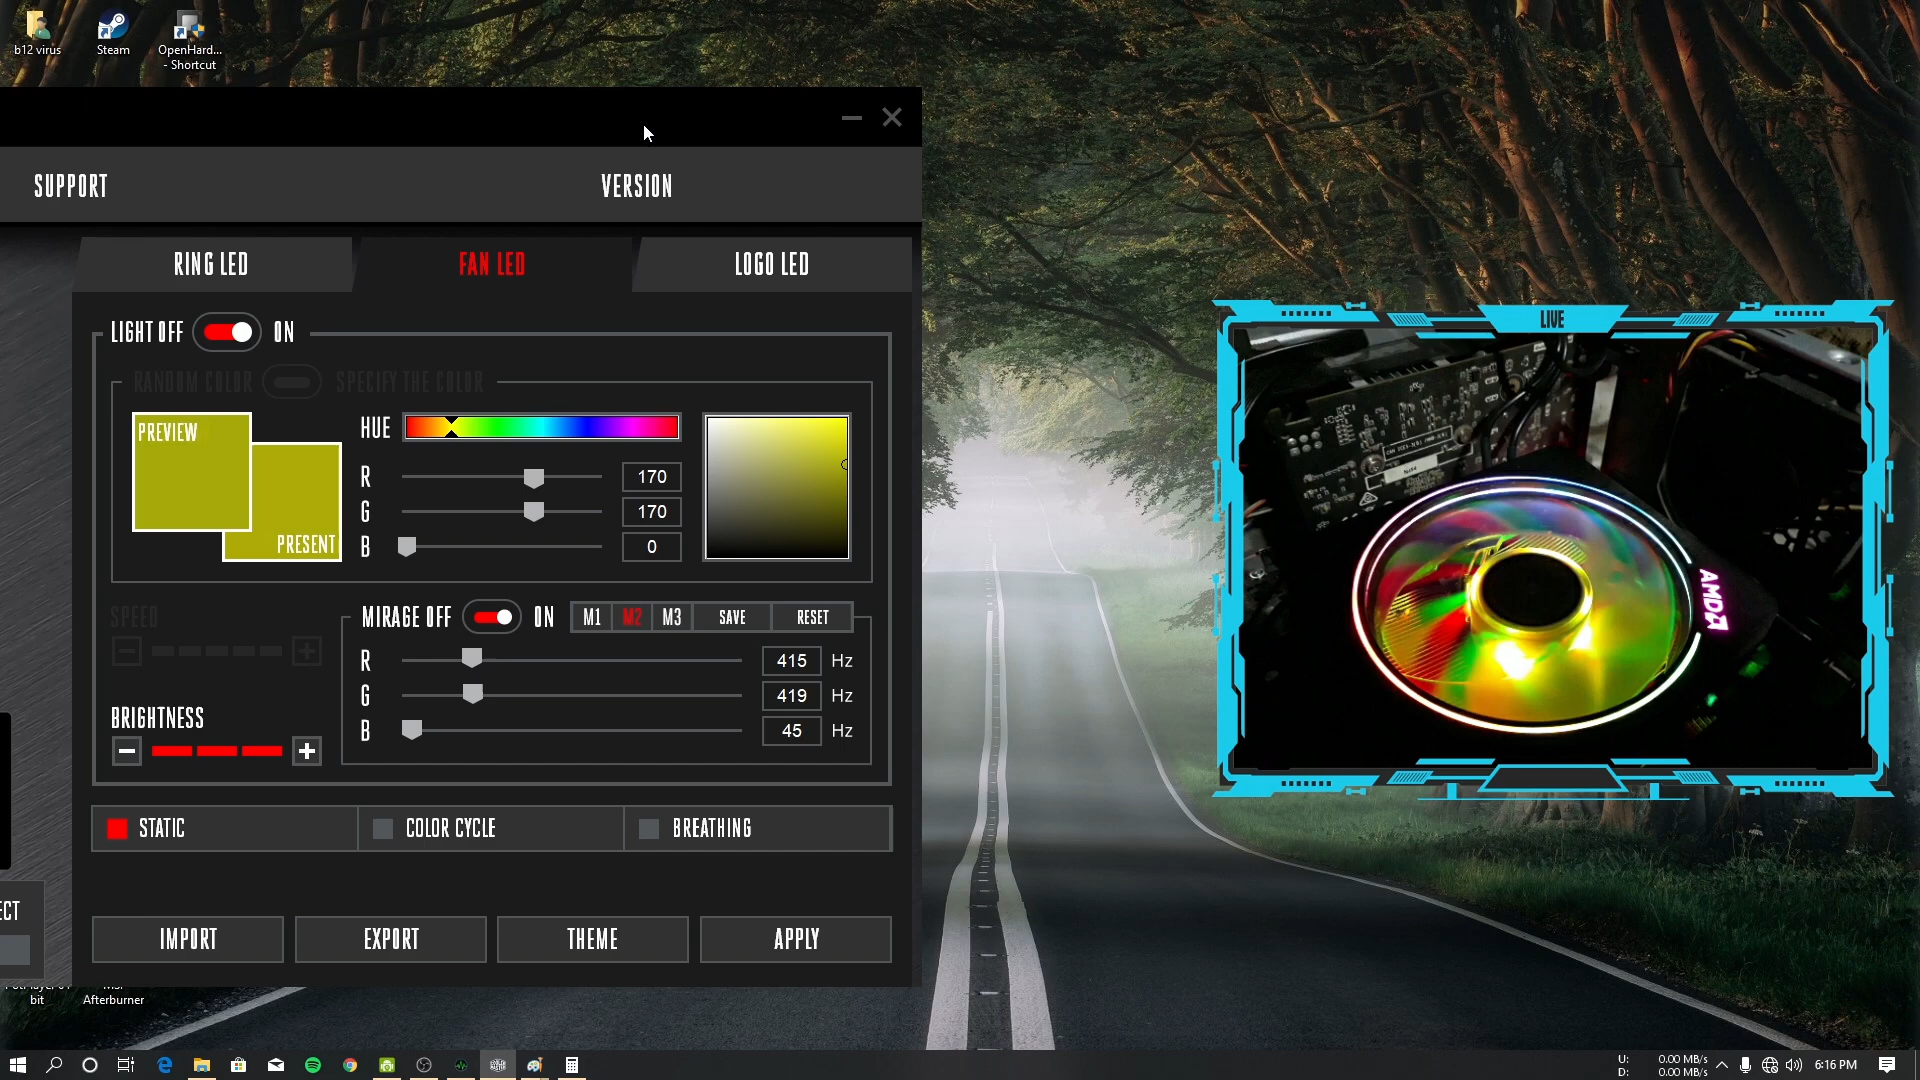 b12 virus
Steam
OpenHard...
- Shortcut
SUPPORT
VERSION
RING LED
FAN LED
LOGO LED
LIGHT OFF
ON
RANDOM COLOR
SPECIFY THE COLOR
PREVIEW
PRESENT
HUE
R
170
G
170
B
0
SPEED
MIRAGE OFF
ON
M1
M2
M3
SAVE
RESET
R
415
Hz
G
419
Hz
B
45
Hz
BRIGHTNESS
STATIC
COLOR CYCLE
BREATHING
IMPORT
EXPORT
THEME
APPLY
ECT
bit
Afterburner
LIVE
AMD
U:
0.00 MB/s
D:
0.00 MB/s
6:16 PM